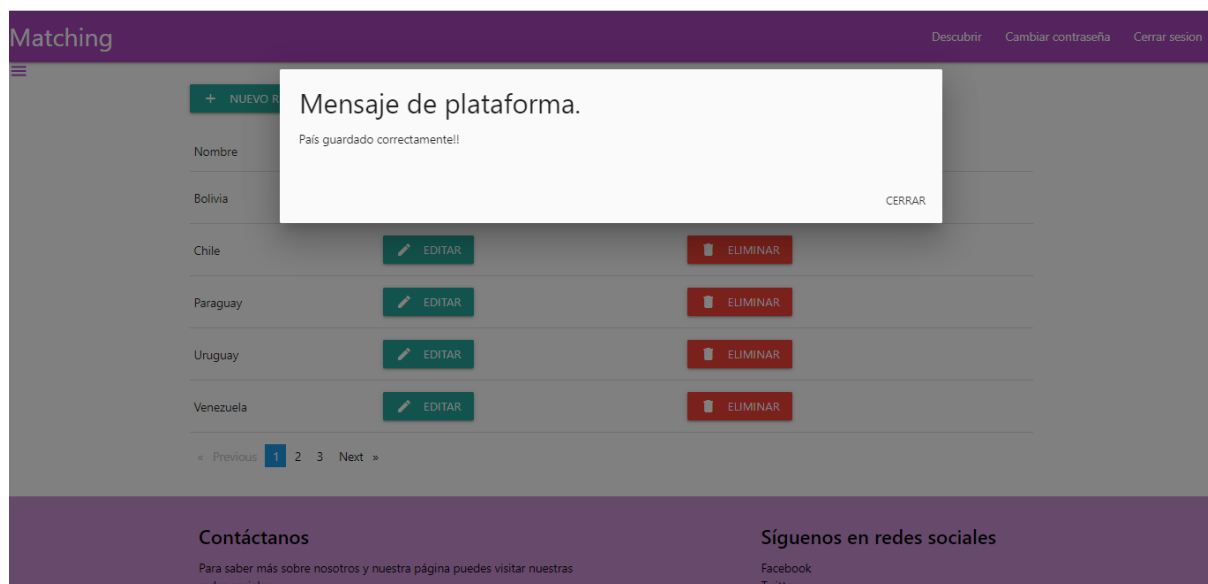 Matching
Descubrir Cambiar contraseña Cerrar sesion
NUEVO R
Mensaje de plataforma.
País guardado correctamente!!
CERRAR
Nombre
Bolivia
Chile EDITAR ELIMINAR
Paraguay EDITAR ELIMINAR
Uruguay EDITAR ELIMINAR
Venezuela EDITAR ELIMINAR
« Previous 1 2 3 Next »
Contáctanos
Para saber más sobre nosotros y nuestra página puedes visitar nuestras
Síguenos en redes sociales
Facebook